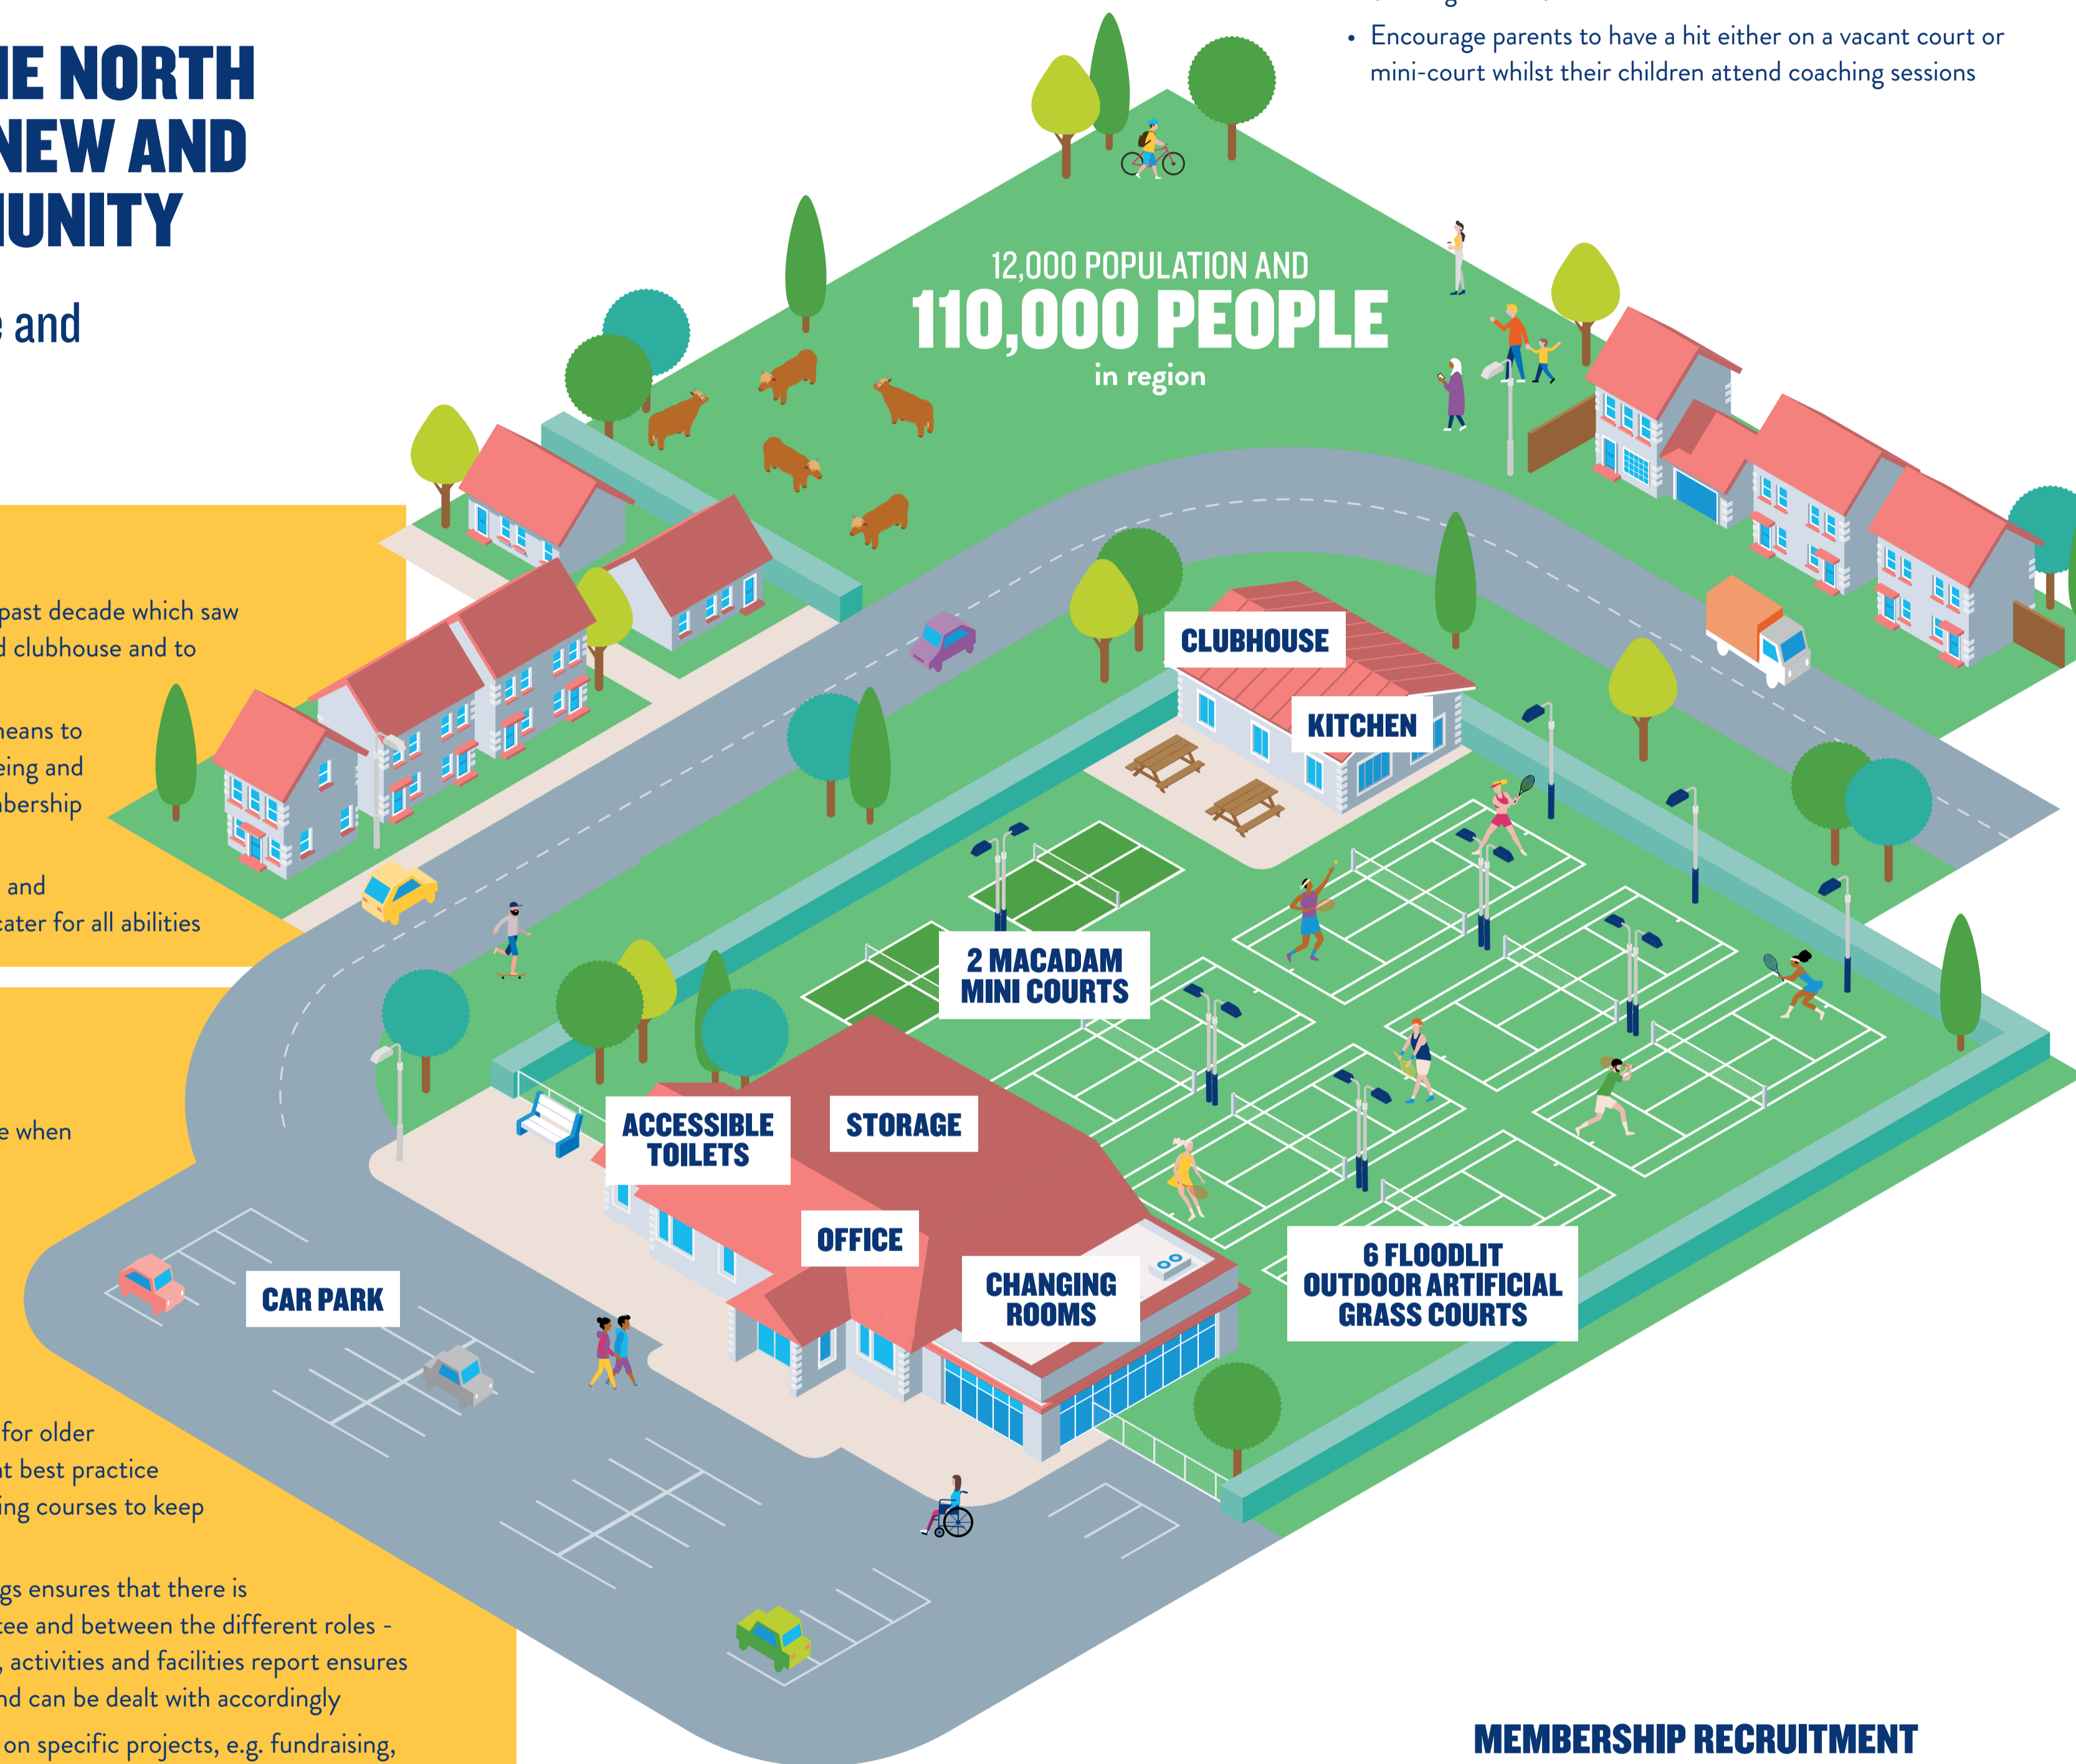 HE NORTH
NEW AND
MUNITY
and
past decade which saw
clubhouse and to
means to
eing and
bership
and
cater for all abilities
when
for older
at best practice
ing courses to keep
gs ensures that there is
tee and between the different roles -
, activities and facilities report ensures
nd can be dealt with accordingly
on specific projects, e.g. fundraising,
• Encourage parents to have a hit either on a vacant court or
mini-court whilst their children attend coaching sessions
12,000 POPULATION AND
110,000 PEOPLE
in region
CLUBHOUSE
KITCHEN
2 MACADAM
MINI COURTS
ACCESSIBLE
TOILETS
STORAGE
OFFICE
CHANGING
ROOMS
6 FLOODLIT
OUTDOOR ARTIFICIAL
GRASS COURTS
CAR PARK
MEMBERSHIP RECRUITMENT